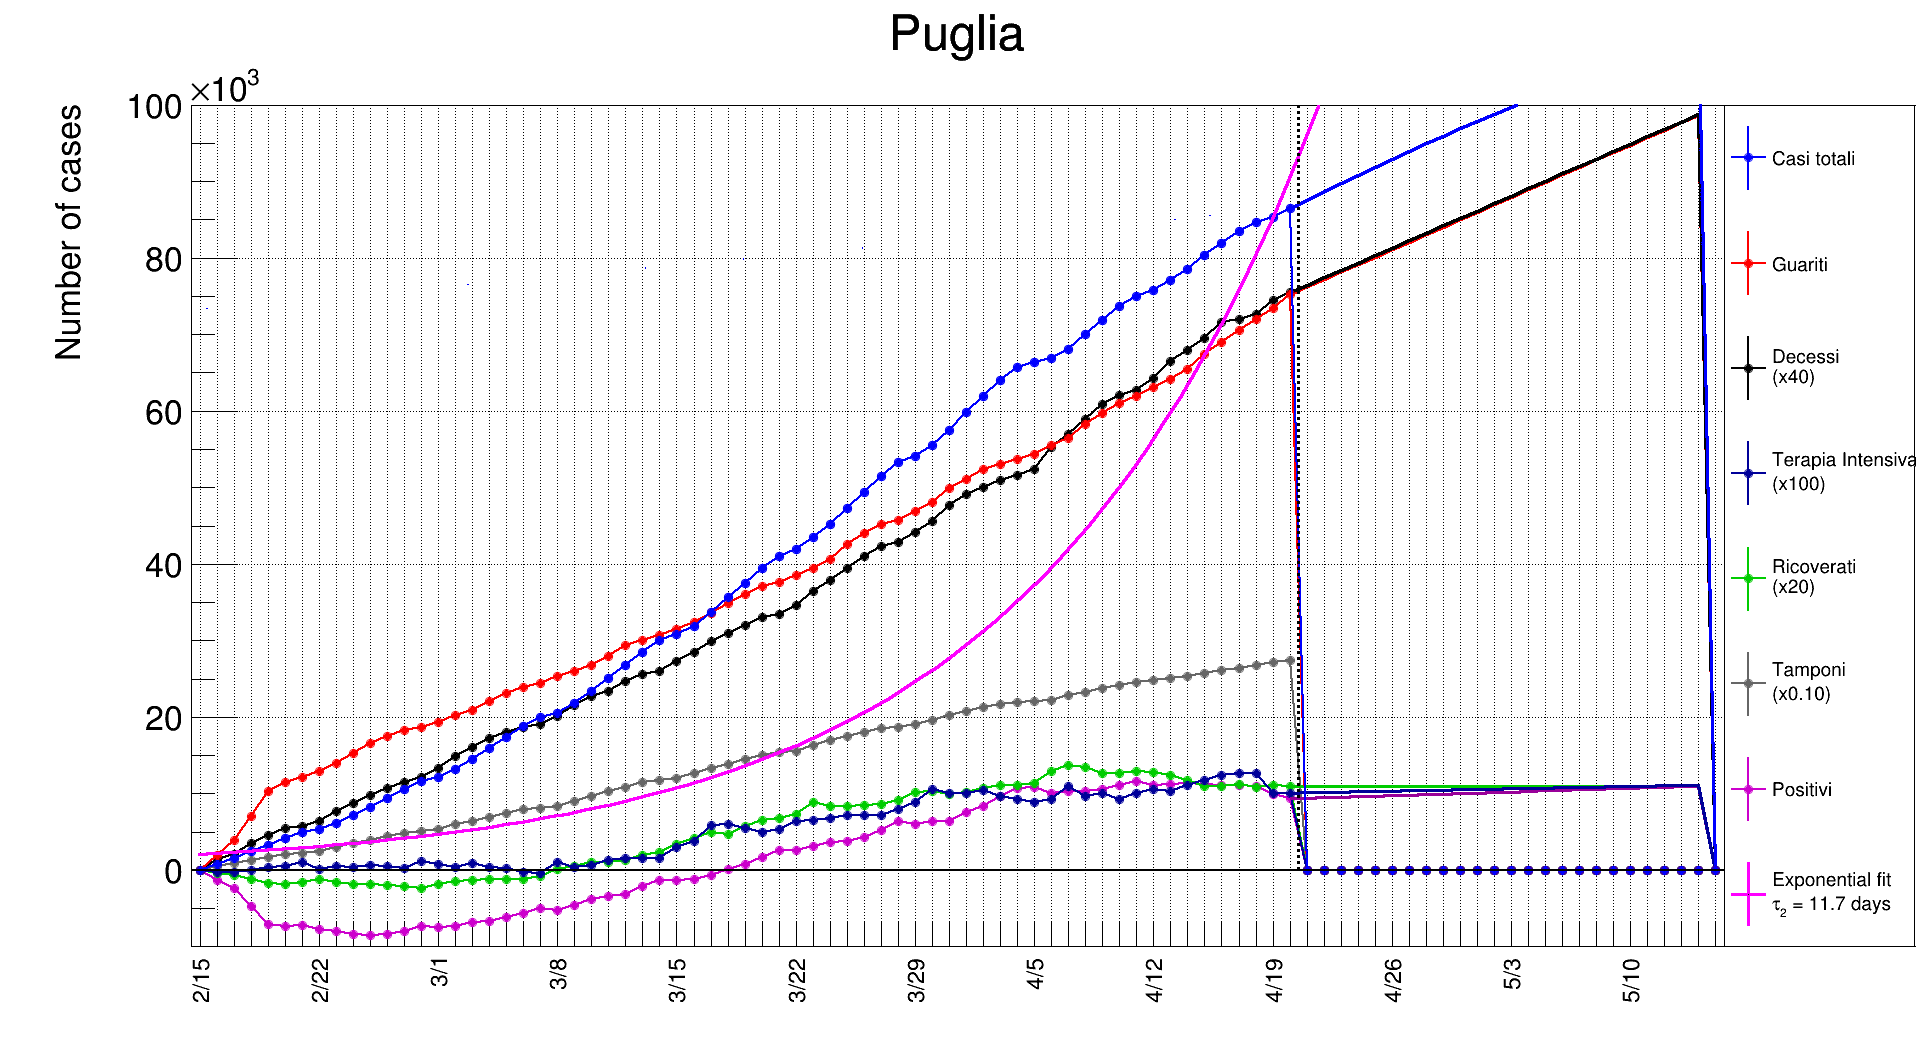 Puglia
×10³
Number of cases
100
80
60
40
20
0
2/15
2/22
3/1
3/8
3/15
3/22
3/29
4/5
4/12
4/19
4/26
5/3
5/10
Casi totali
Guariti
Decessi
(x40)
Terapia Intensiva
(x100)
Ricoverati
(x20)
Tamponi
(x0.10)
Positivi
Exponential fit
τ₂ = 11.7 days